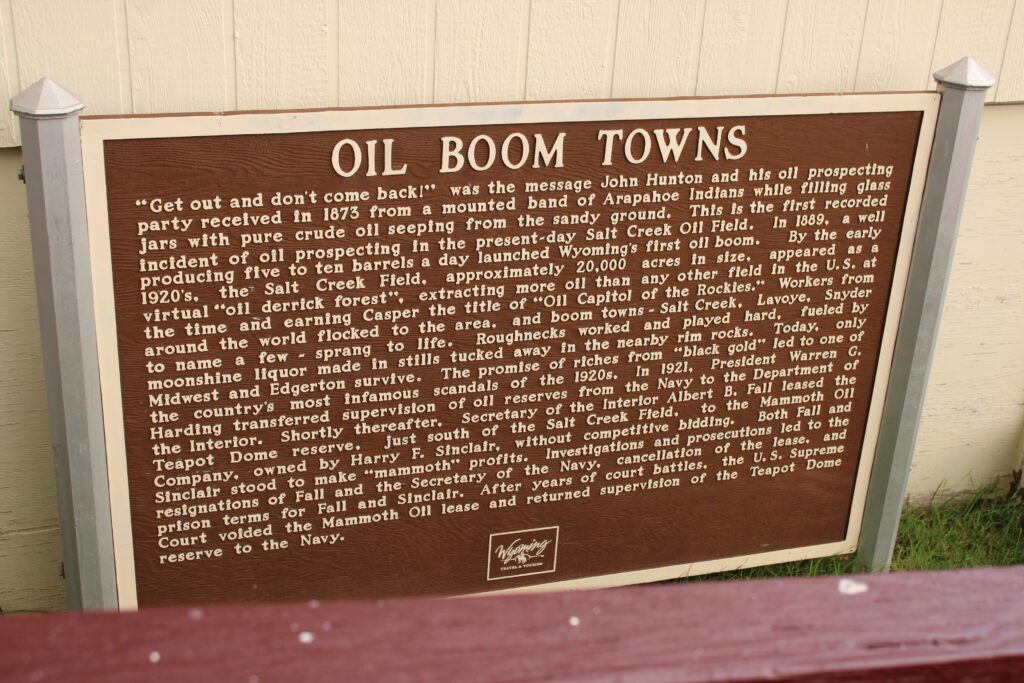 OIL BOOM TOWNS
"Get out and don't come back!" was the message John Hunton and his oil prospecting
party received in 1873 from a mounted band of Arapahoe Indians while filling glass
jars with pure crude oil seeping from the sandy ground. This is the first recorded
incident of oil prospecting in the present-day Salt Creek Oil Field. In 1889, a well
producing five to ten barrels a day launched Wyoming's first oil boom. By the early
1920's, the Salt Creek Field, approximately 20,000 acres in size, appeared as a
virtual "oil derrick forest", extracting more oil than any other field in the U.S. at
the time and earning Casper the title of "Oil Capitol of the Rockies." Workers from
around the world flocked to the area, and boom towns - Salt Creek, Lavoye, Snyder
to name a few - sprang to life. Roughnecks worked and played hard, fueled by
moonshine liquor made in stills tucked away in the nearby rim rocks. Today, only
Midwest and Edgerton survive. The promise of riches from "black gold" led to one of
the country's most infamous scandals of the 1920s. In 1921, President Warren G.
Harding transferred supervision of oil reserves from the Navy to the Department of
the Interior. Shortly thereafter, Secretary of the Interior Albert B. Fall leased the
Teapot Dome reserve, just south of the Salt Creek Field, to the Mammoth Oil
Company, owned by Harry F. Sinclair, without competitive bidding. Both Fall and
Sinclair stood to make "mammoth" profits. Investigations and prosecutions led to the
resignations of Fall and the Secretary of the Navy, cancellation of the lease, and
prison terms for Fall and Sinclair. After years of court battles, the U.S. Supreme
Court voided the Mammoth Oil lease and returned supervision of the Teapot Dome
reserve to the Navy.
Wyoming
TRAVEL & TOURISM